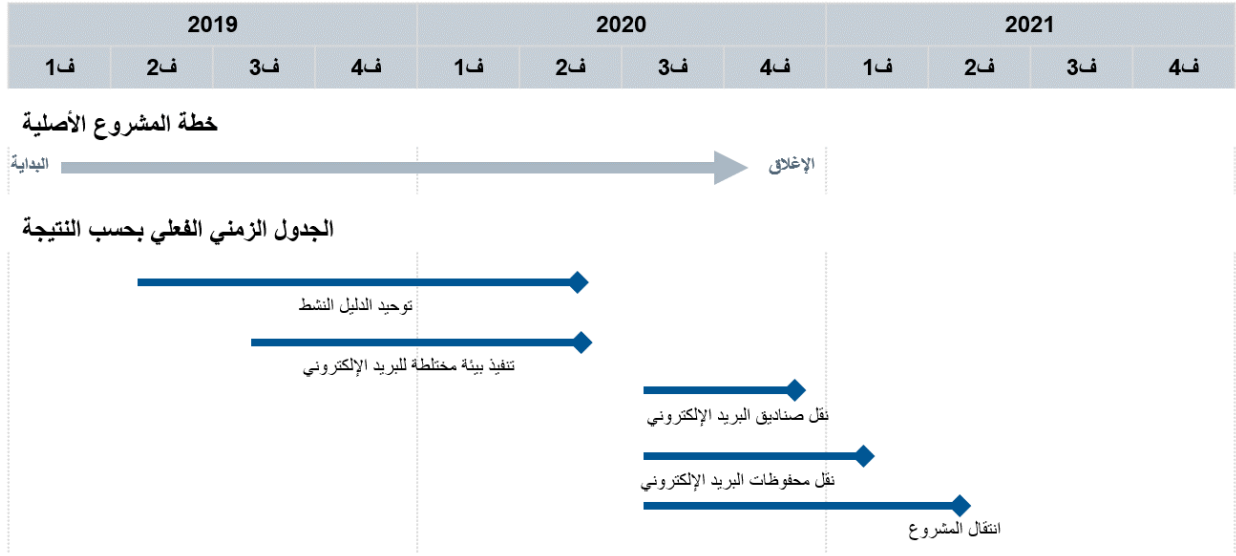 2019 2020 2021
ف1 ف2 ف3 ف4 ف1 ف2 ف3 ف4 ف1 ف2 ف3 ف4
خطة المشروع الأصلية
البداية الإغلاق
الجدول الزمني الفعلي بحسب النتيجة
توحيد الدليل النشط
تنفيذ بيئة مختلطة للبريد الإلكتروني
نقل صناديق البريد الإلكتروني
نقل محفوظات البريد الإلكتروني
انتقال المشروع